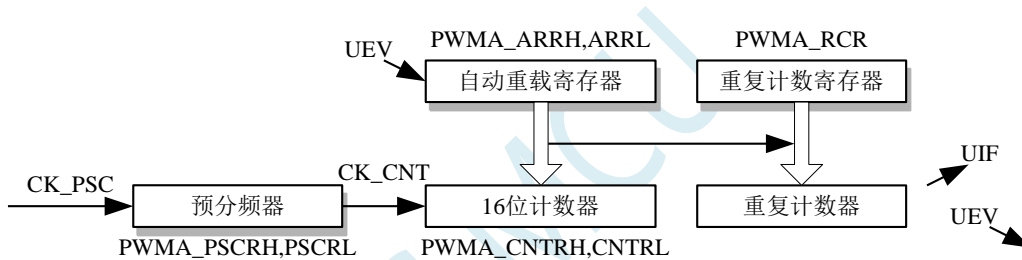 PWMA_ARRH,ARRL
PWMA_RCR
UEV
自动重载寄存器
重复计数寄存器
UIF
CK_PSC
CK_CNT
预分频器
16位计数器
重复计数器
UEV
PWMA_PSCRH,PSCRL
PWMA_CNTRH,CNTRL
MCU